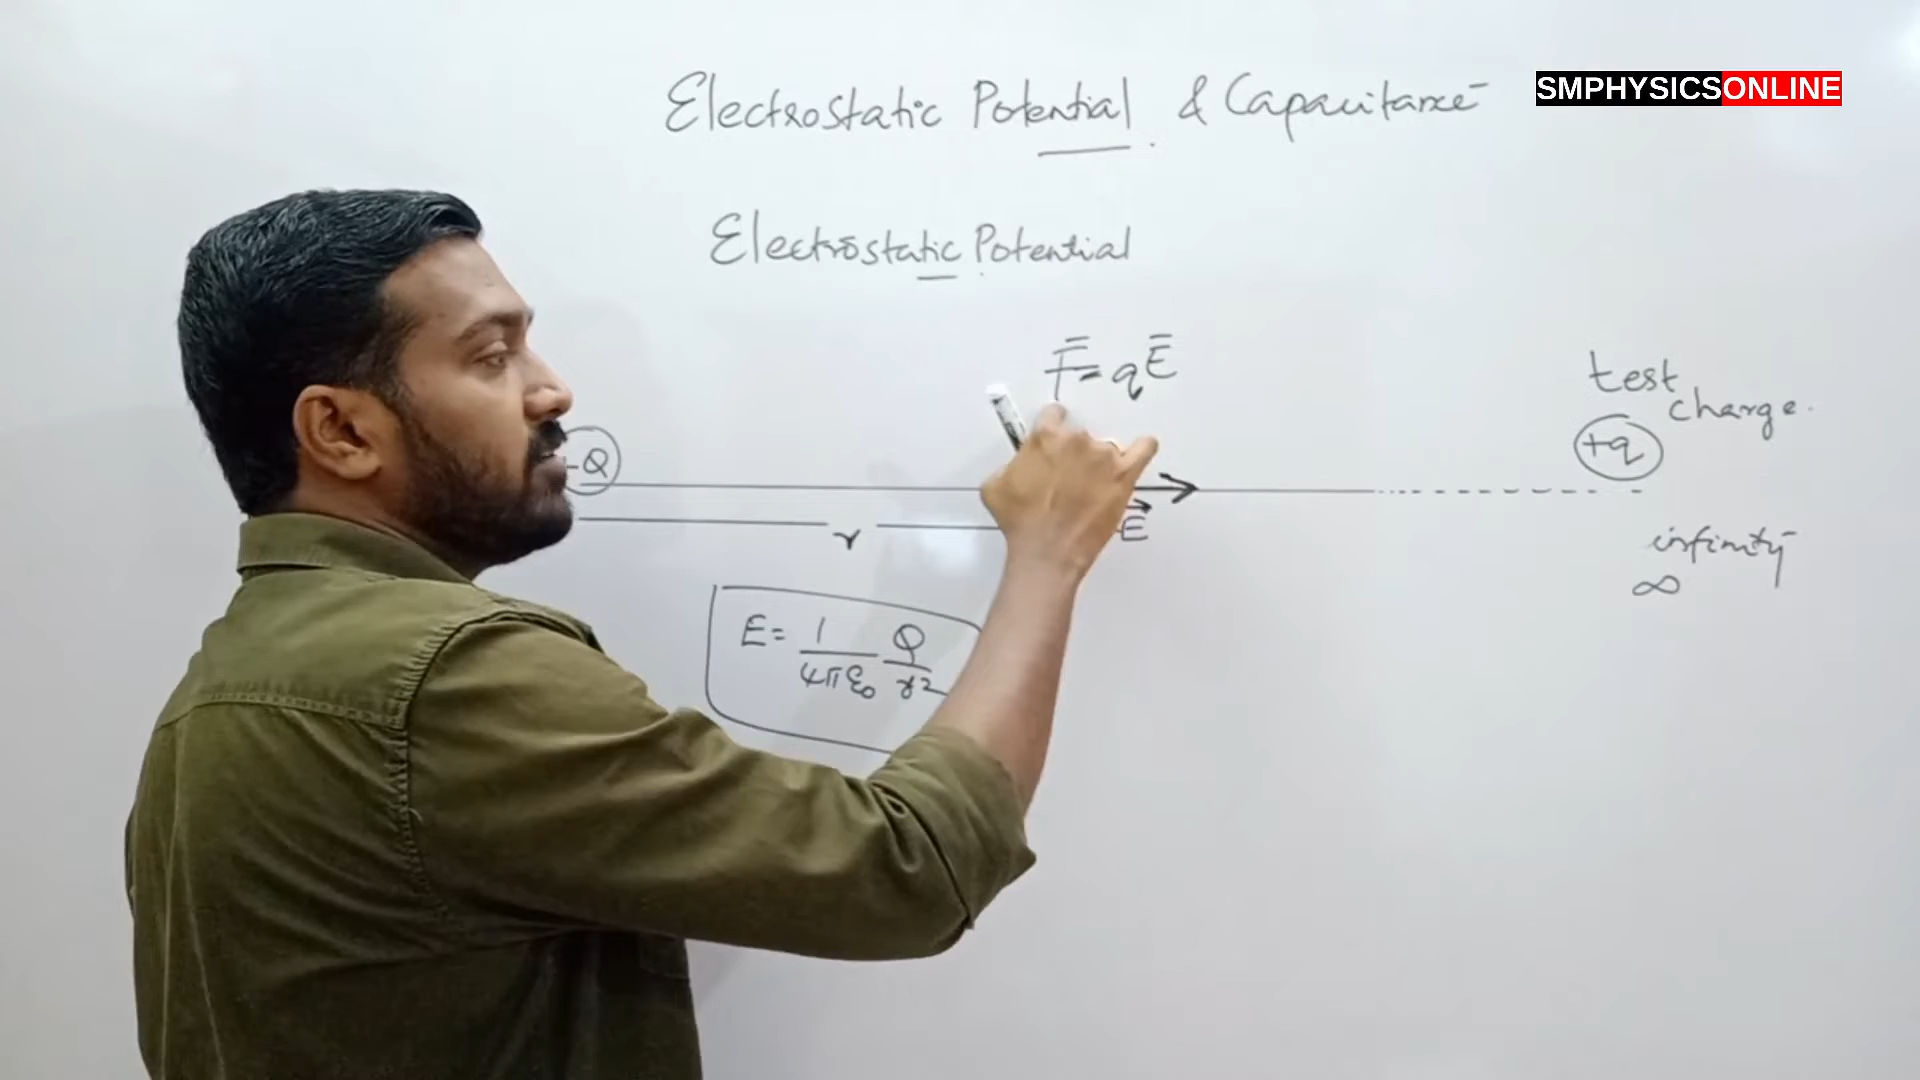 Electrostatic Potential & Capacitance
SMPHYSICSONLINE
Electrostatic Potential
F̅ = qE̅
test
charge.
+Q
+q
r
E⃗
infinity
∞
E = 1/4πε₀ Q/r²